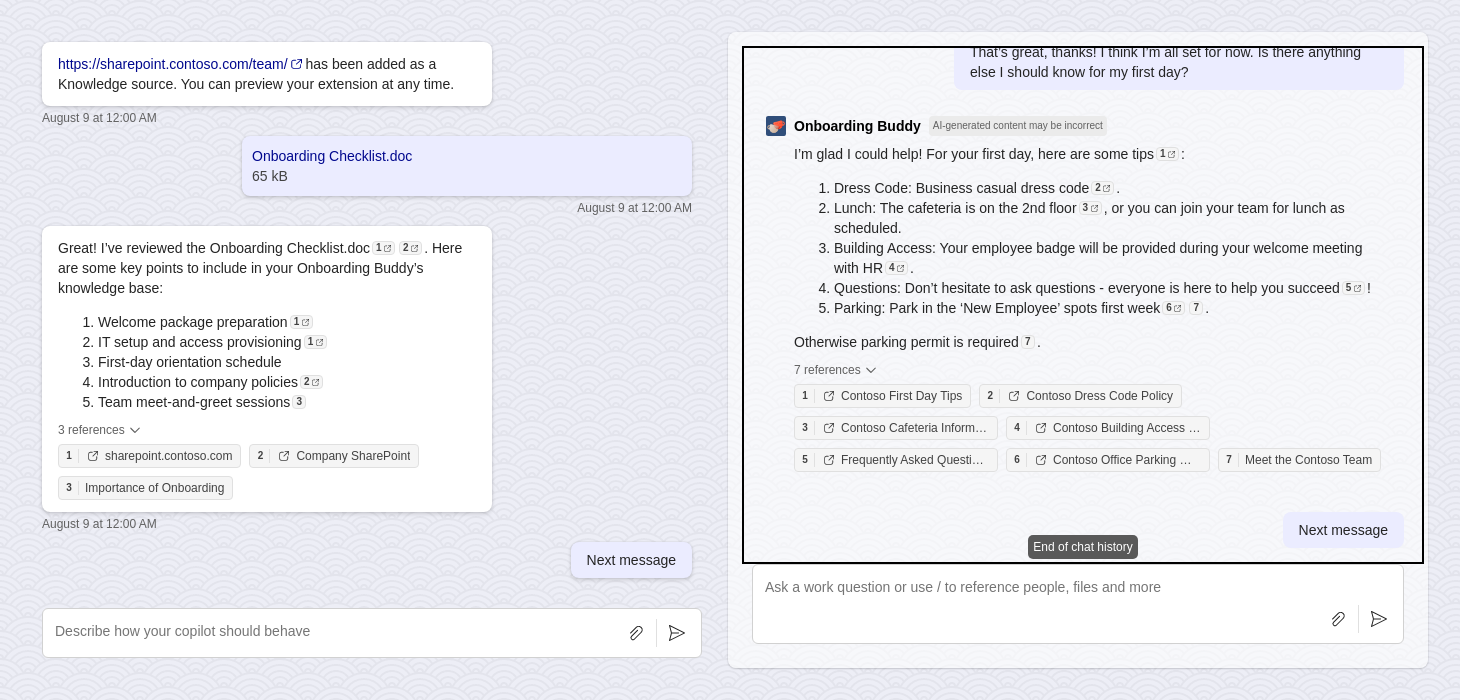 https://sharepoint.contoso.com/team/ has been added as a
Knowledge source. You can preview your extension at any time.
August 9 at 12:00 AM
Onboarding Checklist.doc
65 kB
August 9 at 12:00 AM
Great! I’ve reviewed the Onboarding Checklist.doc 1 2 . Here
are some key points to include in your Onboarding Buddy’s
knowledge base:
1. Welcome package preparation 1
2. IT setup and access provisioning 1
3. First-day orientation schedule
4. Introduction to company policies 2
5. Team meet-and-greet sessions 3
3 references
1 sharepoint.contoso.com 2 Company SharePoint
3 Importance of Onboarding
August 9 at 12:00 AM
Next message
Describe how your copilot should behave
That’s great, thanks! I think I’m all set for now. Is there anything
else I should know for my first day?
Onboarding Buddy AI-generated content may be incorrect
I’m glad I could help! For your first day, here are some tips 1 :
1. Dress Code: Business casual dress code 2 .
2. Lunch: The cafeteria is on the 2nd floor 3 , or you can join your team for lunch as
scheduled.
3. Building Access: Your employee badge will be provided during your welcome meeting
with HR 4 .
4. Questions: Don’t hesitate to ask questions - everyone is here to help you succeed 5 !
5. Parking: Park in the ‘New Employee’ spots first week 6 7 .
Otherwise parking permit is required 7 .
7 references
1 Contoso First Day Tips 2 Contoso Dress Code Policy
3 Contoso Cafeteria Inform… 4 Contoso Building Access …
5 Frequently Asked Questi… 6 Contoso Office Parking … 7 Meet the Contoso Team
Next message
End of chat history
Ask a work question or use / to reference people, files and more